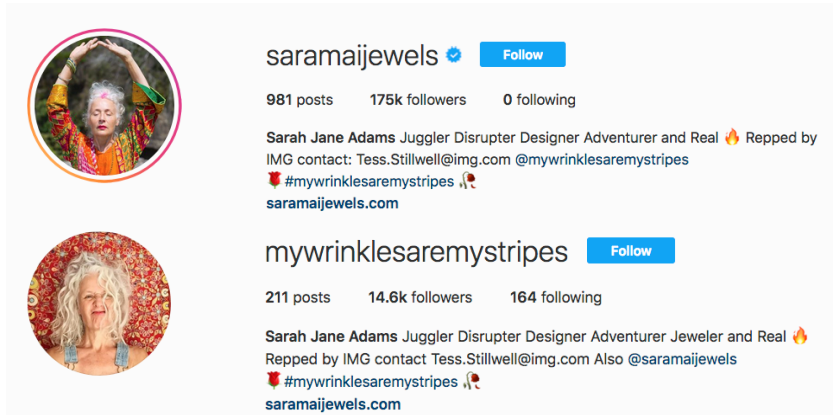 saramaijewels Follow
981 posts 175k followers 0 following
Sarah Jane Adams Juggler Disrupter Designer Adventurer and Real 🔥 Repped by
IMG contact: Tess.Stillwell@img.com @mywrinklesaremystripes
🌹#mywrinklesaremystripes 🥀
saramaijewels.com
mywrinklesaremystripes Follow
211 posts 14.6k followers 164 following
Sarah Jane Adams Juggler Disrupter Designer Adventurer Jeweler and Real 🔥
Repped by IMG contact Tess.Stillwell@img.com Also @saramaijewels
🌹#mywrinklesaremystripes 🥀
saramaijewels.com